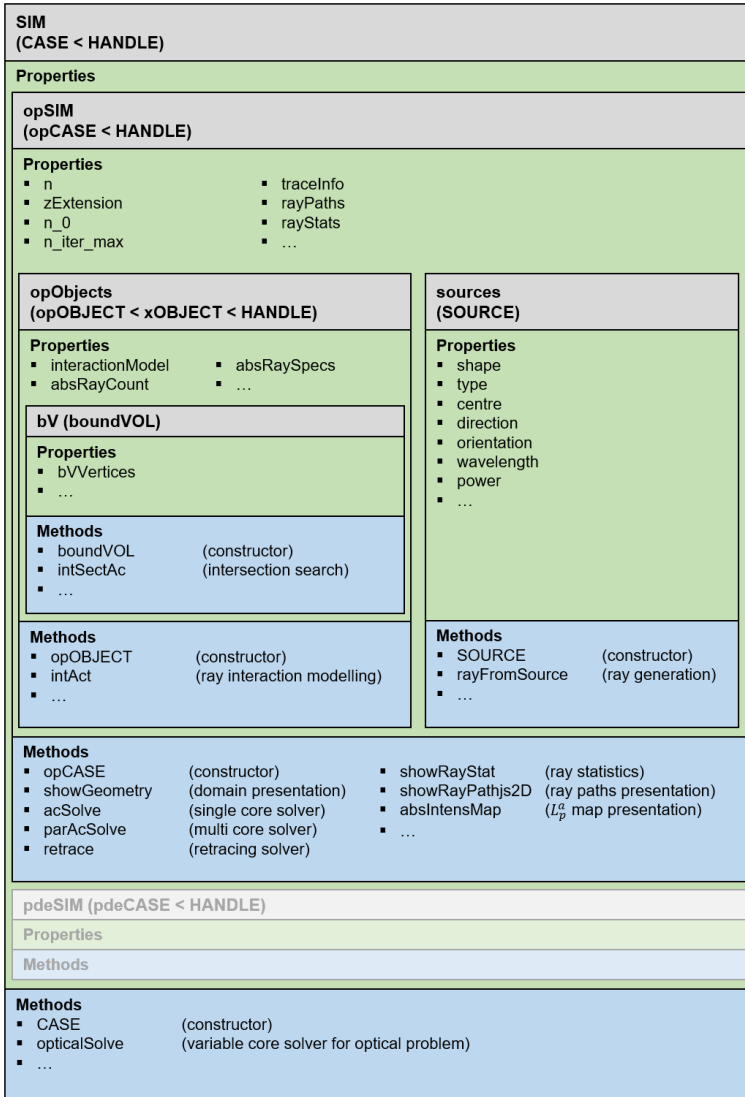 SIM
(CASE < HANDLE)
Properties
opSIM
(opCASE < HANDLE)
Properties
▪ n
▪ zExtension
▪ n_0
▪ n_iter_max
▪ traceInfo
▪ rayPaths
▪ rayStats
▪ …
opObjects
(opOBJECT < xOBJECT < HANDLE)
Properties
▪ interactionModel
▪ absRayCount
▪ absRaySpecs
▪ …
bV (boundVOL)
Properties
▪ bVVertices
▪ …
Methods
▪ boundVOL (constructor)
▪ intSectAc (intersection search)
▪ …
Methods
▪ opOBJECT (constructor)
▪ intAct (ray interaction modelling)
▪ …
sources
(SOURCE)
Properties
▪ shape
▪ type
▪ centre
▪ direction
▪ orientation
▪ wavelength
▪ power
▪ …
Methods
▪ SOURCE (constructor)
▪ rayFromSource (ray generation)
▪ …
Methods
▪ opCASE (constructor)
▪ showGeometry (domain presentation)
▪ acSolve (single core solver)
▪ parAcSolve (multi core solver)
▪ retrace (retracing solver)
▪ showRayStat (ray statistics)
▪ showRayPathjs2D (ray paths presentation)
▪ absIntensMap ($L_p^a$ map presentation)
▪ …
pdeSIM (pdeCASE < HANDLE)
Properties
Methods
Methods
▪ CASE (constructor)
▪ opticalSolve (variable core solver for optical problem)
▪ …